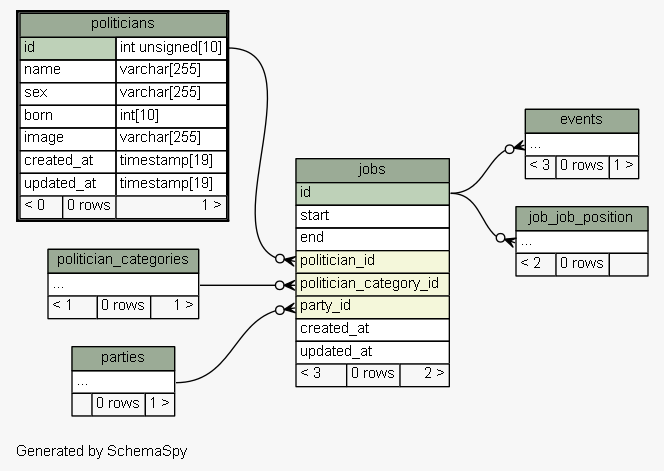 politicians
id int unsigned[10]
name varchar[255]
sex varchar[255]
born int[10]
image varchar[255]
created_at timestamp[19]
updated_at timestamp[19]
< 0 0 rows 1 >
politician_categories
...
< 1 0 rows 1 >
parties
...
0 rows 1 >
jobs
id
start
end
politician_id
politician_category_id
party_id
created_at
updated_at
< 3 0 rows 2 >
events
...
< 3 0 rows 1 >
job_job_position
...
< 2 0 rows
Generated by SchemaSpy